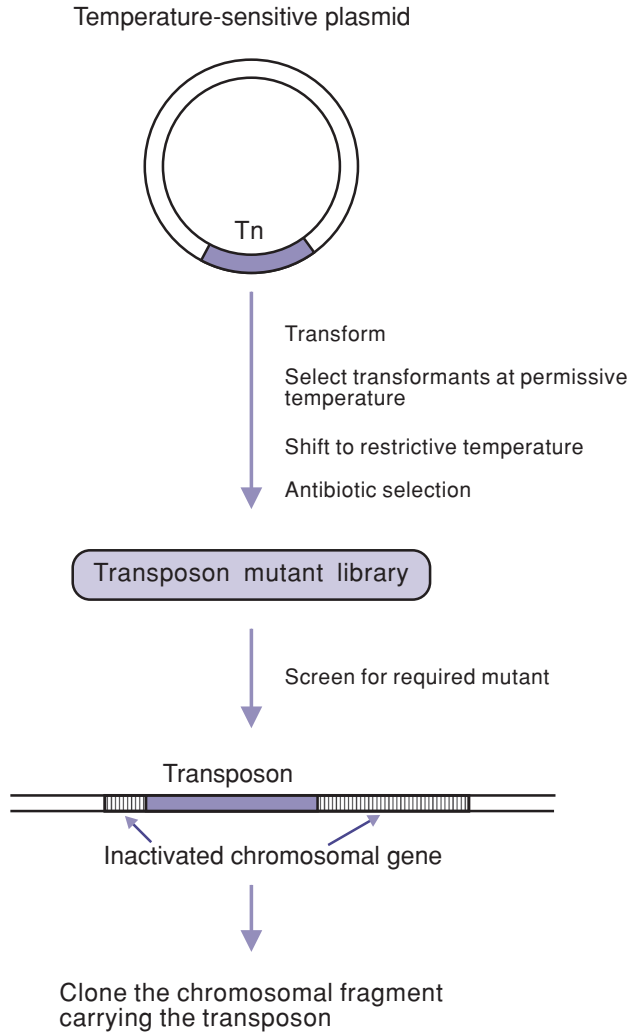 Temperature-sensitive plasmid
Tn
Transform
Select transformants at permissive
temperature
Shift to restrictive temperature
Antibiotic selection
Transposon mutant library
Screen for required mutant
Transposon
Inactivated chromosomal gene
Clone the chromosomal fragment
carrying the transposon